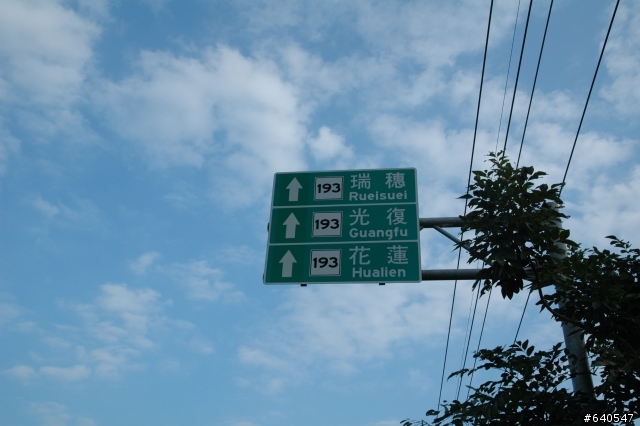 193 瑞穗
Rueisuei
193 光復
Guangfu
193 花蓮
Hualien
#640547